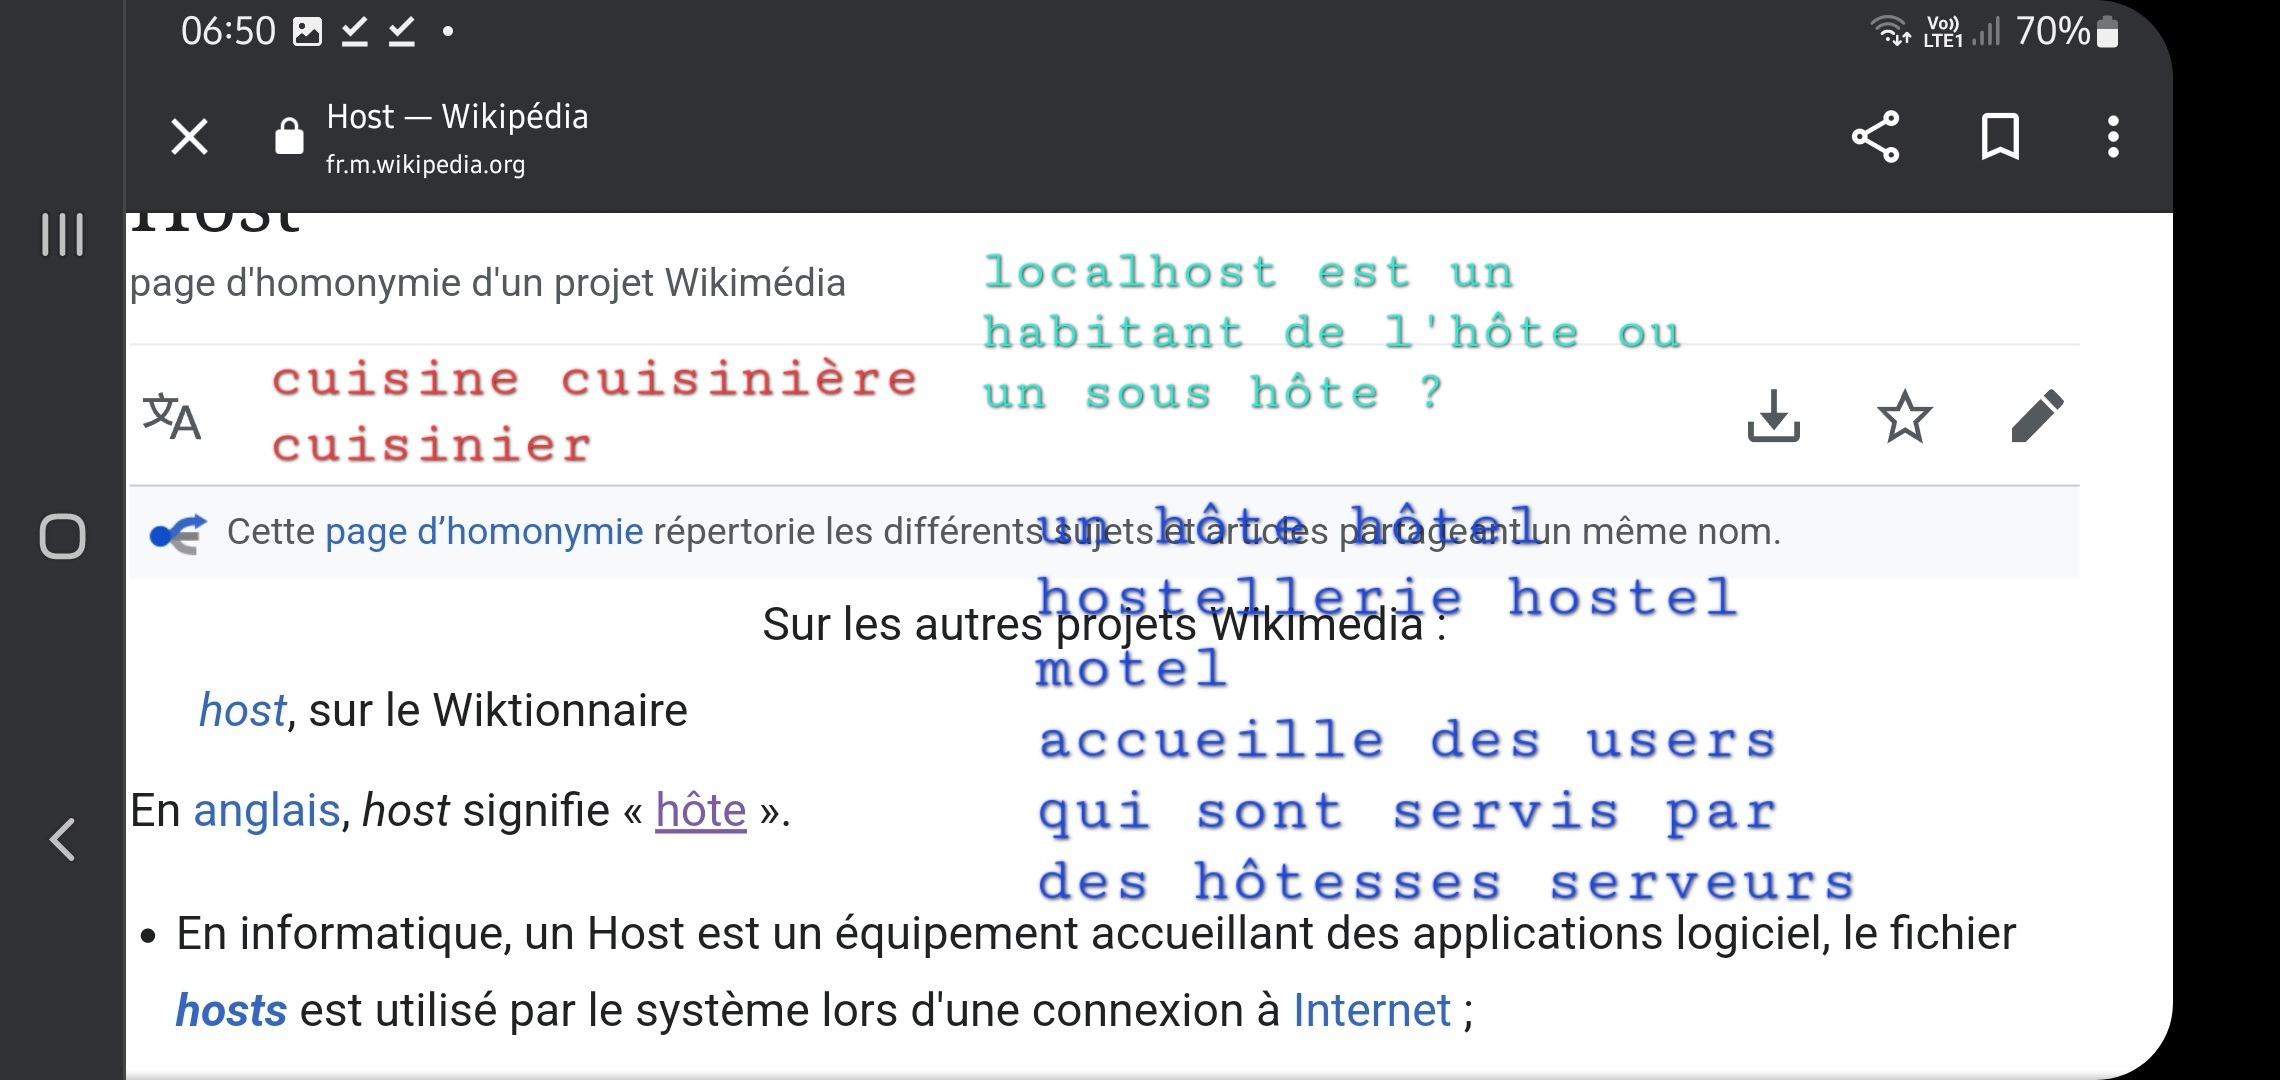 06:50
Vo)) LTE1 70%
Host — Wikipédia
fr.m.wikipedia.org
Host
page d'homonymie d'un projet Wikimédia
localhost est un
habitant de l'hôte ou
un sous hôte ?
cuisine cuisinière
cuisinier
Cette page d’homonymie répertorie les différents sujets et articles partageant un même nom.
un hôte hôtel
hostellerie hostel
motel
accueille des users
qui sont servis par
des hôtesses serveurs
Sur les autres projets Wikimedia :
host, sur le Wiktionnaire
En anglais, host signifie « hôte ».
• En informatique, un Host est un équipement accueillant des applications logiciel, le fichier
hosts est utilisé par le système lors d'une connexion à Internet ;